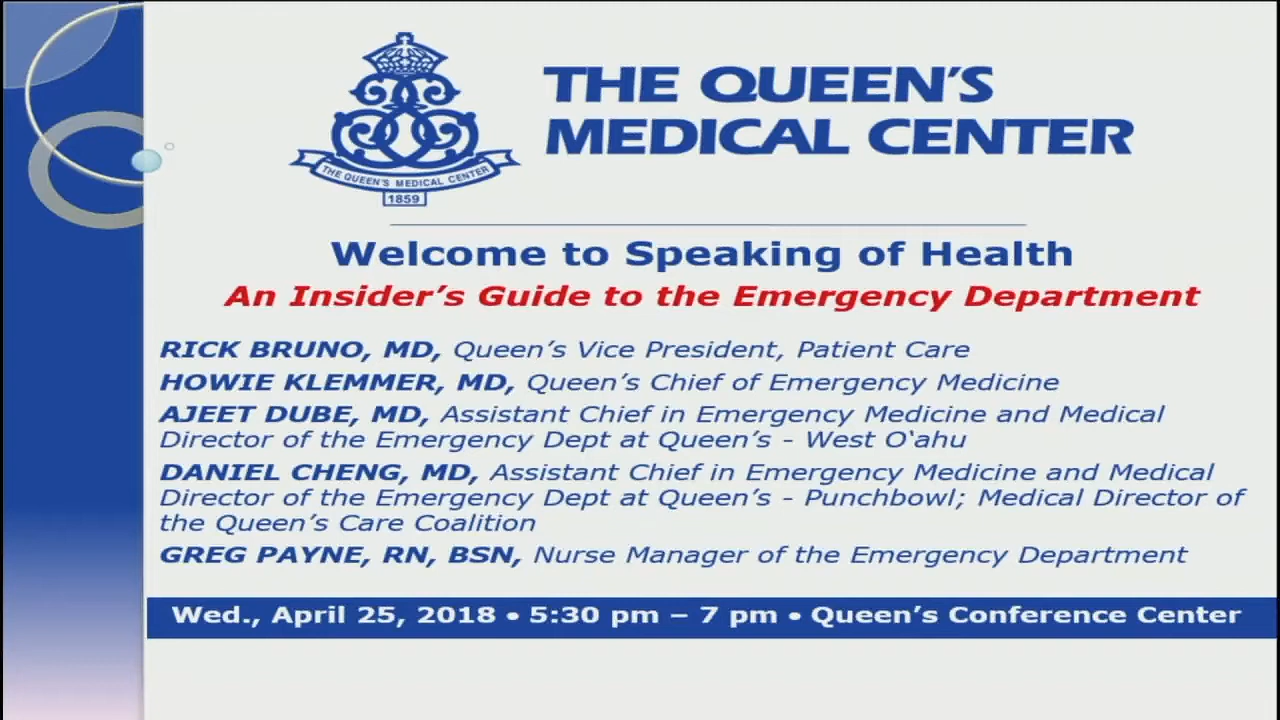 THE QUEEN'S MEDICAL CENTER
1859
THE QUEEN'S
MEDICAL CENTER
Welcome to Speaking of Health
An Insider's Guide to the Emergency Department
RICK BRUNO, MD, Queen's Vice President, Patient Care
HOWIE KLEMMER, MD, Queen's Chief of Emergency Medicine
AJEET DUBE, MD, Assistant Chief in Emergency Medicine and Medical
Director of the Emergency Dept at Queen's - West O‘ahu
DANIEL CHENG, MD, Assistant Chief in Emergency Medicine and Medical
Director of the Emergency Dept at Queen's - Punchbowl; Medical Director of
the Queen's Care Coalition
GREG PAYNE, RN, BSN, Nurse Manager of the Emergency Department
Wed., April 25, 2018 • 5:30 pm – 7 pm • Queen's Conference Center